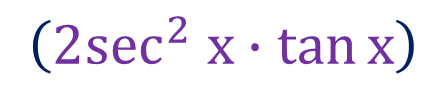 (2sec² x · tan x)